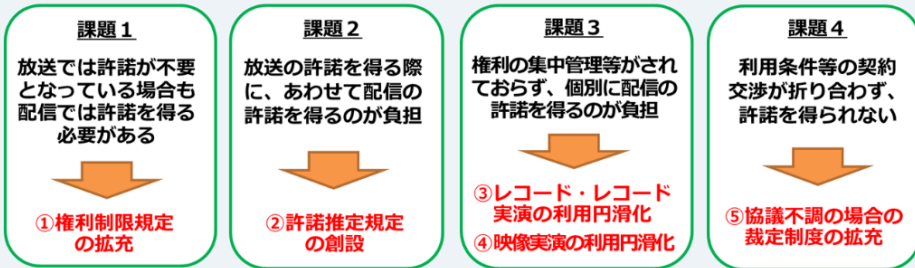 課題１
放送では許諾が不要
となっている場合も
配信では許諾を得る
必要がある
①権利制限規定
の拡充
課題２
放送の許諾を得る際
に、あわせて配信の
許諾を得るのが負担
②許諾推定規定
の創設
課題３
権利の集中管理等がされ
ておらず、個別に配信の
許諾を得るのが負担
③レコード・レコード
実演の利用円滑化
④映像実演の利用円滑化
課題４
利用条件等の契約
交渉が折り合わず、
許諾を得られない
⑤協議不調の場合の
裁定制度の拡充